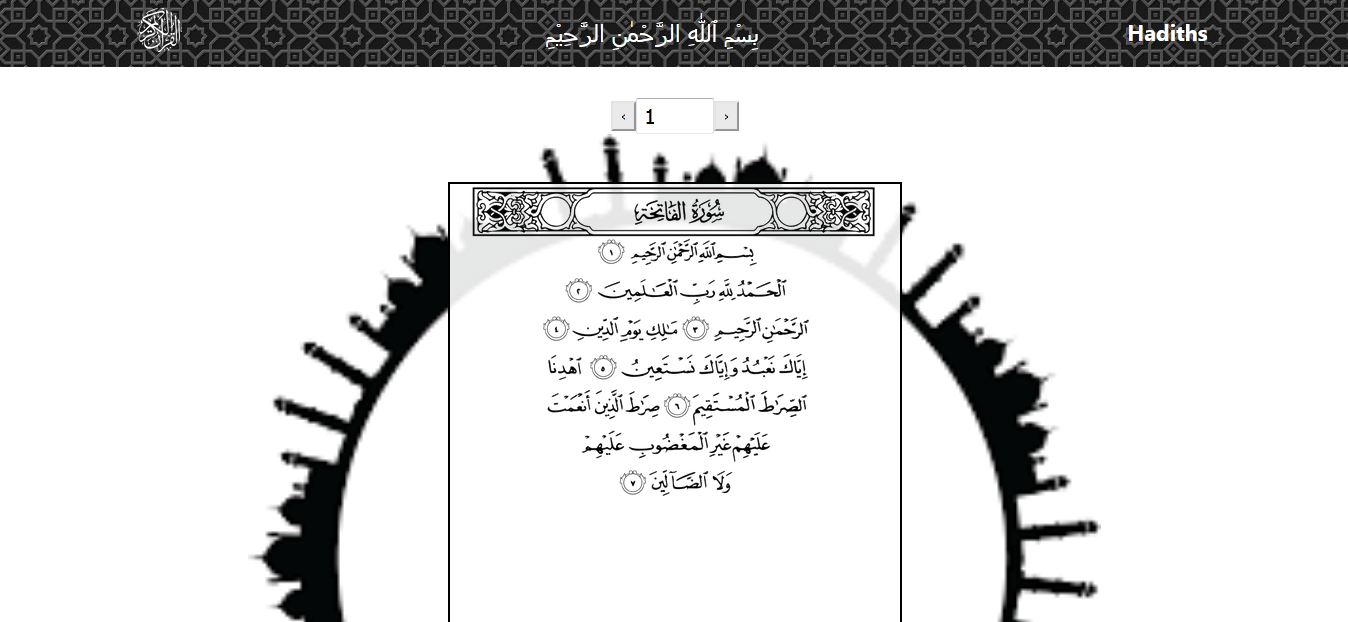 القرآن الكريم
بِسْمِ ٱللَّٰهِ الرَّحْمَٰنِ الرَّحِيْمِ
Hadiths
‹ 1 ›
سُورَةُ الفَاتِحَةِ
بِسْمِ ٱللَّهِ ٱلرَّحْمَٰنِ ٱلرَّحِيمِ ١
ٱلْحَمْدُ لِلَّهِ رَبِّ ٱلْعَٰلَمِينَ ٢
ٱلرَّحْمَٰنِ ٱلرَّحِيمِ ٣ مَٰلِكِ يَوْمِ ٱلدِّينِ ٤
إِيَّاكَ نَعْبُدُ وَإِيَّاكَ نَسْتَعِينُ ٥ ٱهْدِنَا
ٱلصِّرَٰطَ ٱلْمُسْتَقِيمَ ٦ صِرَٰطَ ٱلَّذِينَ أَنْعَمْتَ
عَلَيْهِمْ غَيْرِ ٱلْمَغْضُوبِ عَلَيْهِمْ
وَلَا ٱلضَّآلِّينَ ٧